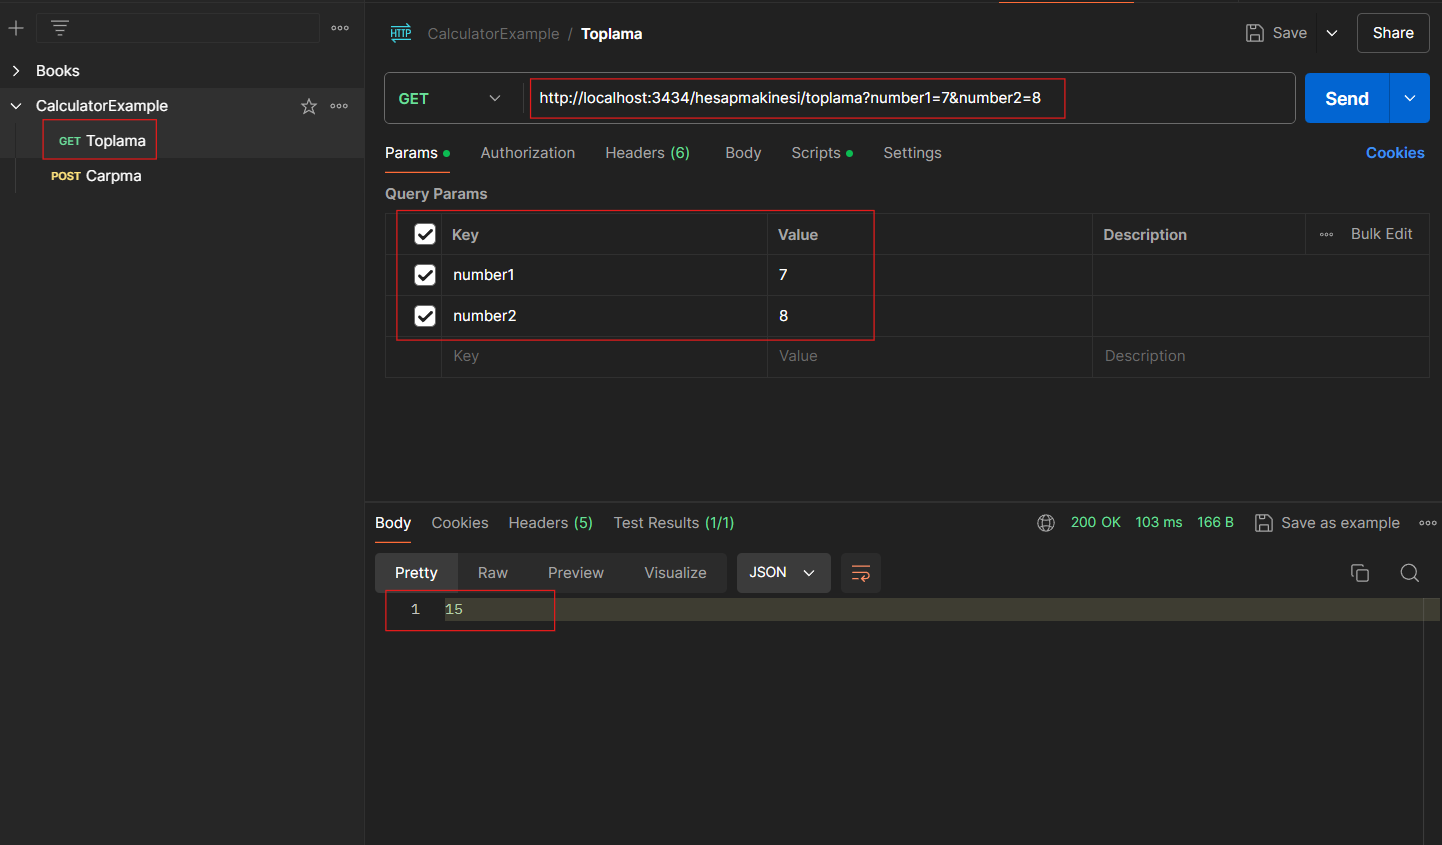 HTTP CalculatorExample / Toplama Save Share
Books
CalculatorExample
GET Toplama
POST Carpma
GET http://localhost:3434/hesapmakinesi/toplama?number1=7&number2=8 Send
Params Authorization Headers (6) Body Scripts Settings Cookies
Query Params
Key Value Description Bulk Edit
number1 7
number2 8
Key Value Description
Body Cookies Headers (5) Test Results (1/1) 200 OK 103 ms 166 B Save as example
Pretty Raw Preview Visualize JSON
1 15